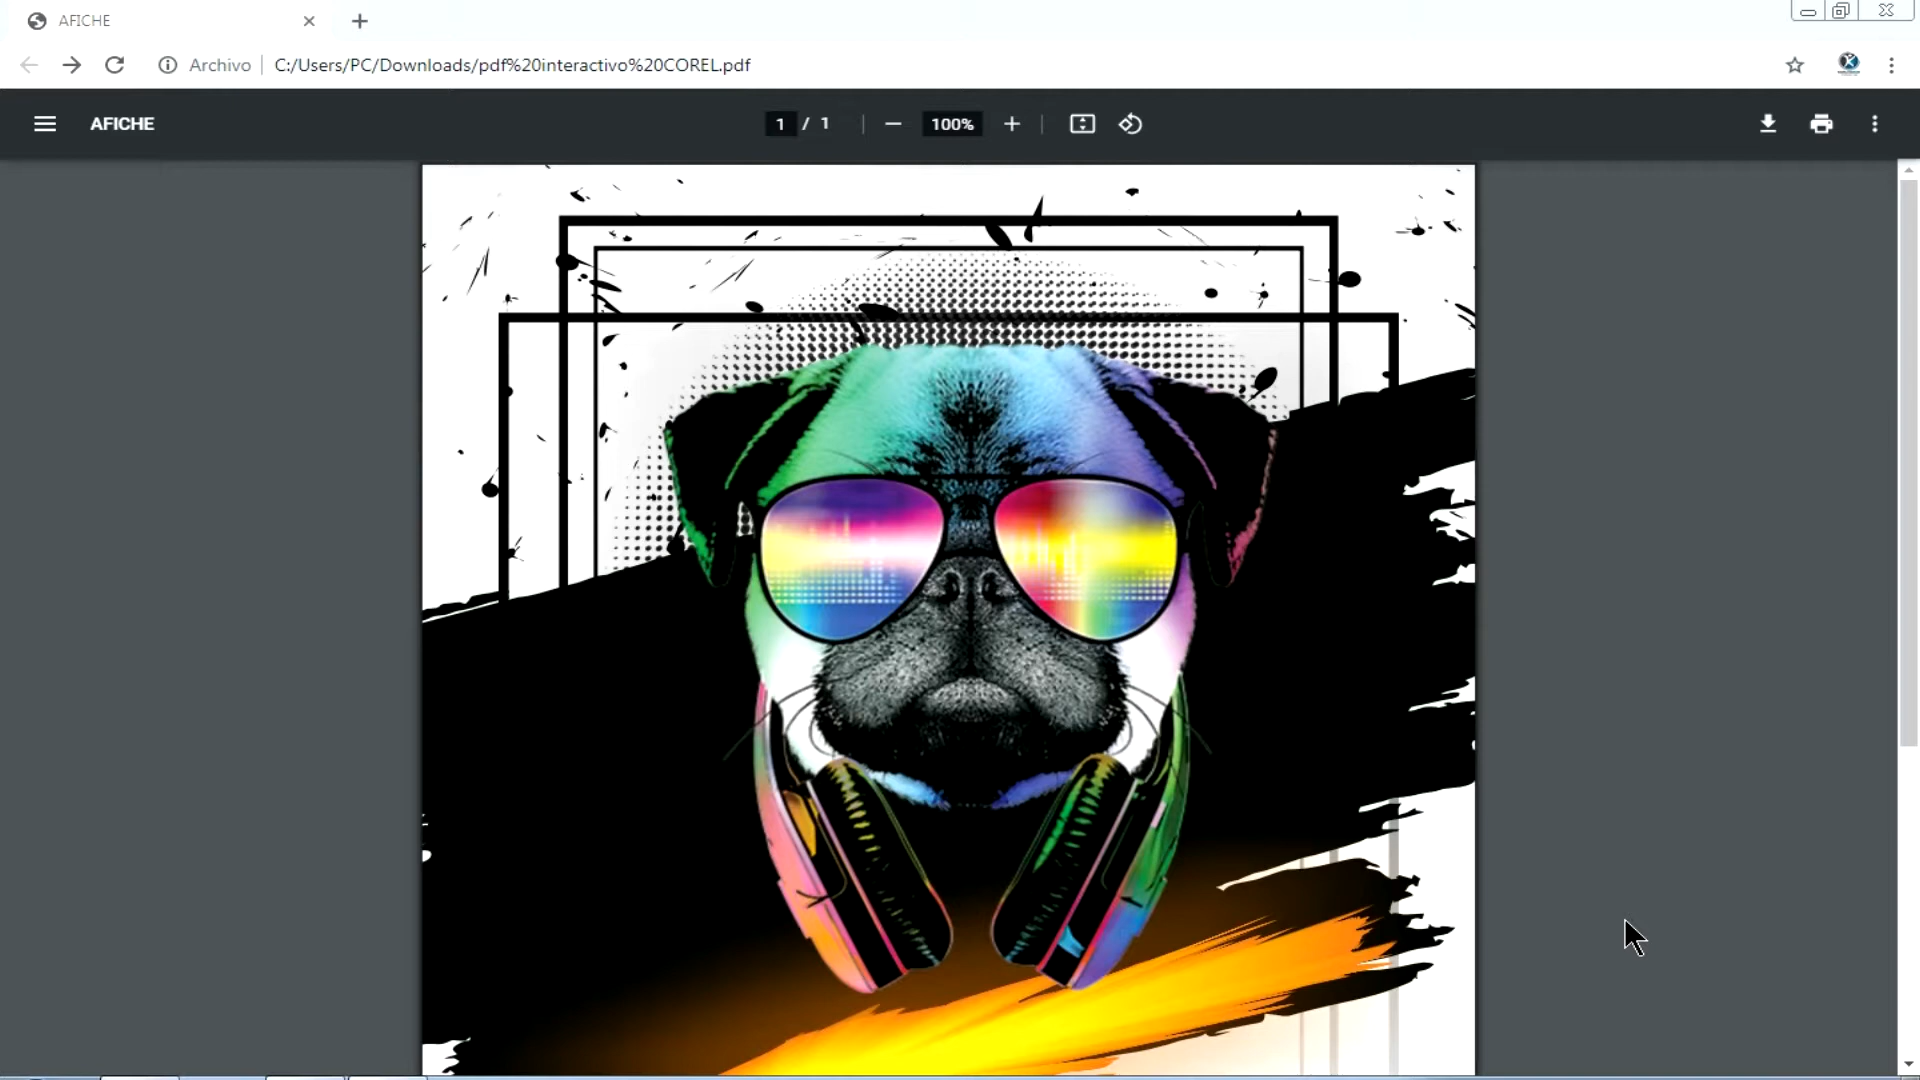 AFICHE
Archivo
C:/Users/PC/Downloads/pdf%20interactivo%20COREL.pdf
AFICHE
1 / 1
100%